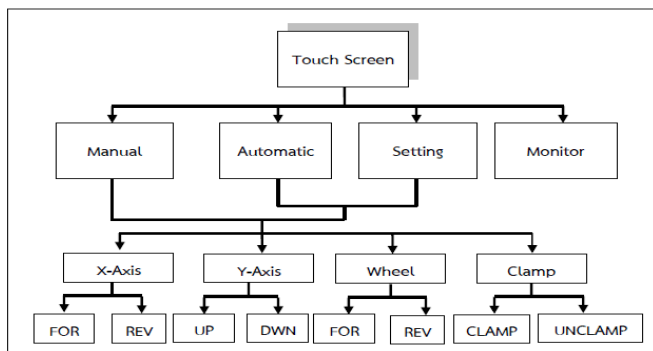 Touch Screen
Manual
Automatic
Setting
Monitor
X-Axis
Y-Axis
Wheel
Clamp
FOR
REV
UP
DWN
FOR
REV
CLAMP
UNCLAMP